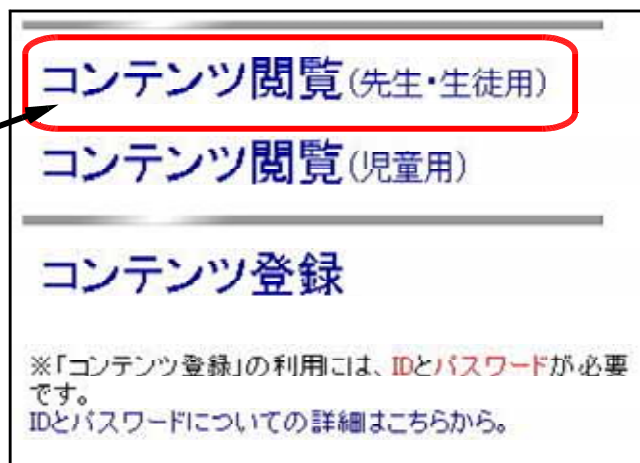 コンテンツ閲覧(先生・生徒用)
コンテンツ閲覧(児童用)
コンテンツ登録
※「コンテンツ登録」の利用には、IDとパスワードが必要
です。
IDとパスワードについての詳細はこちらから。